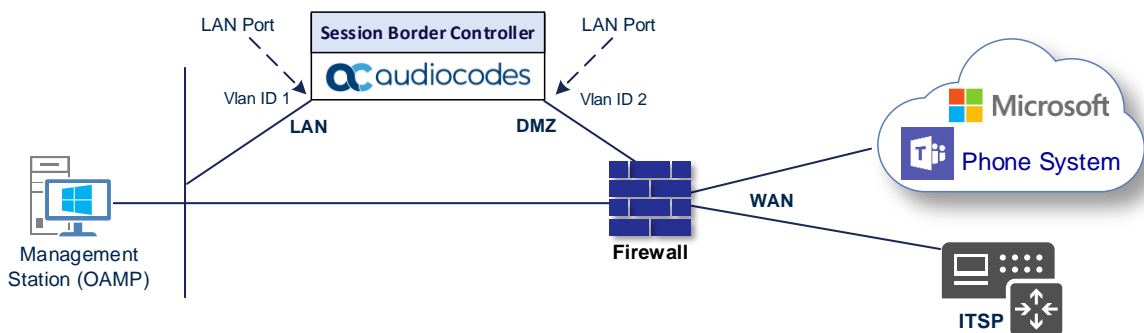 LAN Port
Session Border Controller
LAN Port
audiocodes
Vlan ID 1
Vlan ID 2
LAN
DMZ
Microsoft
Phone System
WAN
Firewall
Management
Station (OAMP)
ITSP